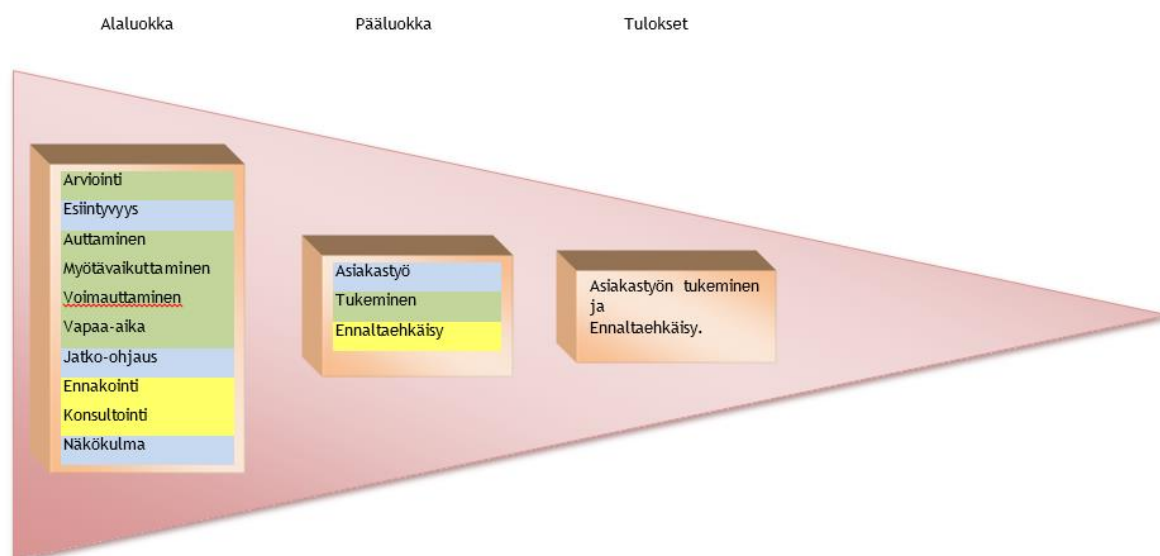 Alaluokka
Pääluokka
Tulokset
Arviointi
Esiintyvyys
Auttaminen
Myötävaikuttaminen
Voimauttaminen
Vapaa-aika
Jatko-ohjaus
Ennakointi
Konsultointi
Näkökulma
Asiakastyö
Tukeminen
Ennaltaehkäisy
Asiakastyön tukeminen
ja
Ennaltaehkäisy.